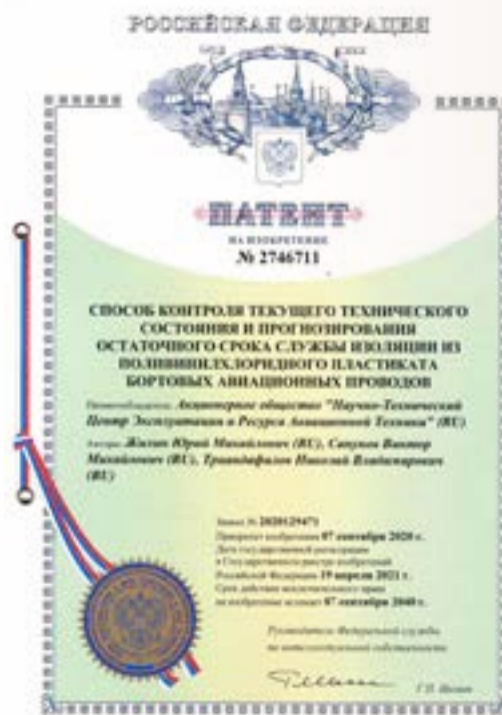 РОССИЙСКАЯ ФЕДЕРАЦИЯ
ПАТЕНТ
НА ИЗОБРЕТЕНИЕ
№ 2746711
СПОСОБ КОНТРОЛЯ ТЕКУЩЕГО ТЕХНИЧЕСКОГО
СОСТОЯНИЯ И ПРОГНОЗИРОВАНИЯ
ОСТАТОЧНОГО СРОКА СЛУЖБЫ ИЗОЛЯЦИИ ИЗ
ПОЛИВИНИЛХЛОРИДНОГО ПЛАСТИКАТА
БОРТОВЫХ АВИАЦИОННЫХ ПРОВОДОВ
Патентообладатель: Акционерное общество "Научно-Технический
Центр Эксплуатации и Ресурса Авиационной Техники" (RU)
Авторы: Юрий Михайлович (RU), Виктор
Михайлович (RU), Николай Владимирович
(RU)
Заявка № 2020129471
Приоритет изобретения 07 сентября 2020 г.
Дата государственной регистрации
в Государственном реестре изобретений
Российской Федерации 19 апреля 2021 г.
Срок действия исключительного права
на изобретение истекает 07 сентября 2040 г.
Руководитель Федеральной службы
по интеллектуальной собственности